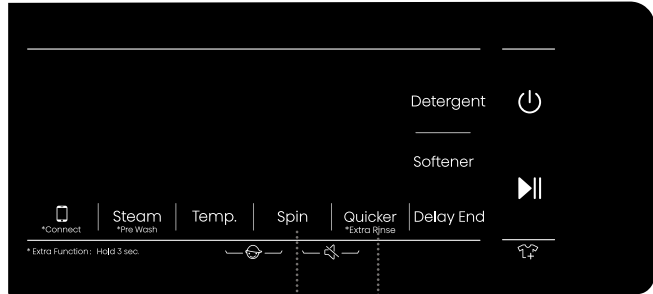 Detergent
Softener
Steam Temp. Spin Quicker Delay End
*Connect *Pre Wash *Extra Rinse
* Extra Function : Hold 3 sec.